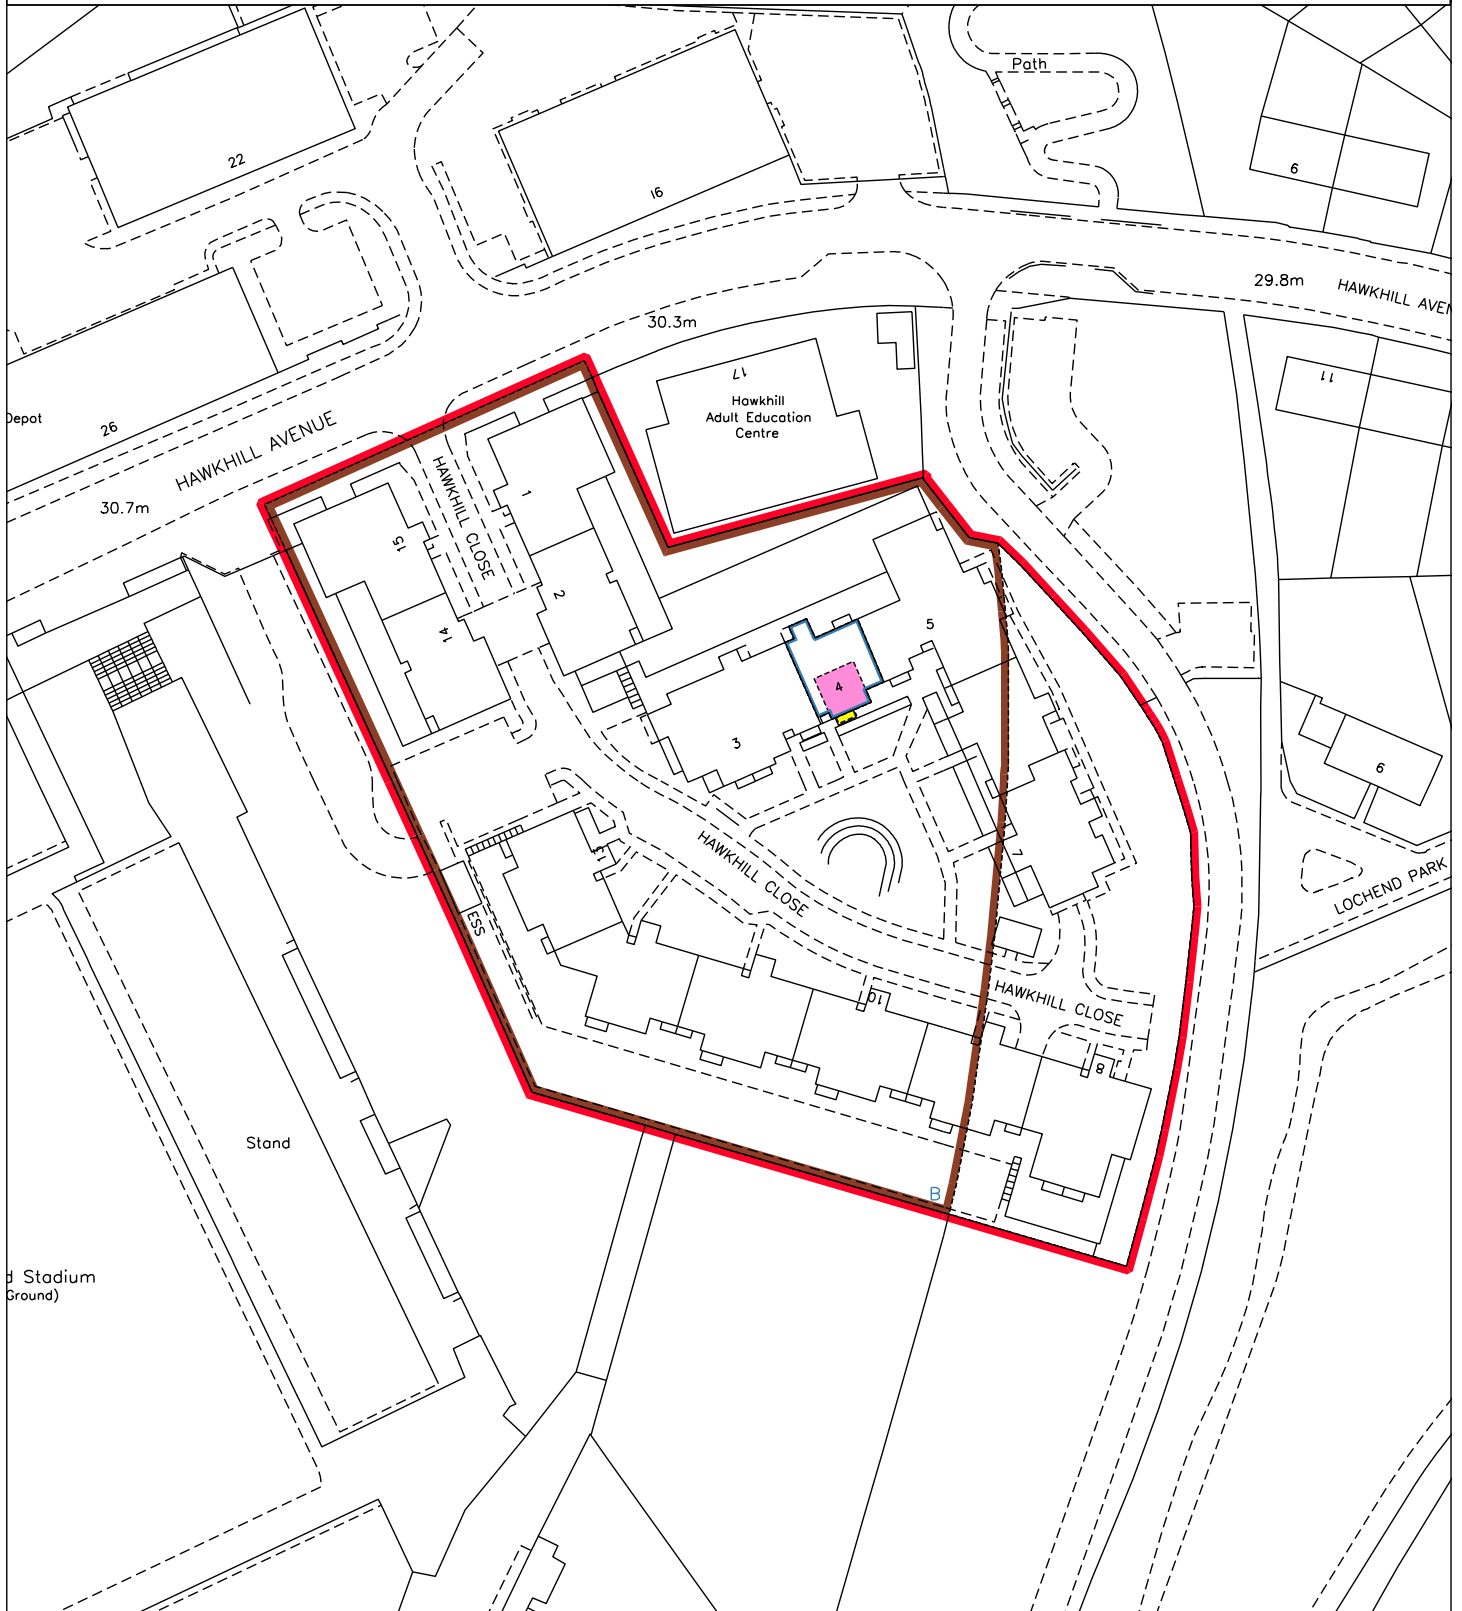 Path
22
16
6
29.8m
HAWKHILL AVEN
30.3m
17
Hawkhill
Adult Education
Centre
11
Depot
26
HAWKHILL AVENUE
30.7m
HAWKHILL CLOSE
1
15
2
14
5
4
3
6
7
HAWKHILL CLOSE
LOCHEND PARK
ESS
10
HAWKHILL CLOSE
8
Stand
B
d Stadium
Ground)